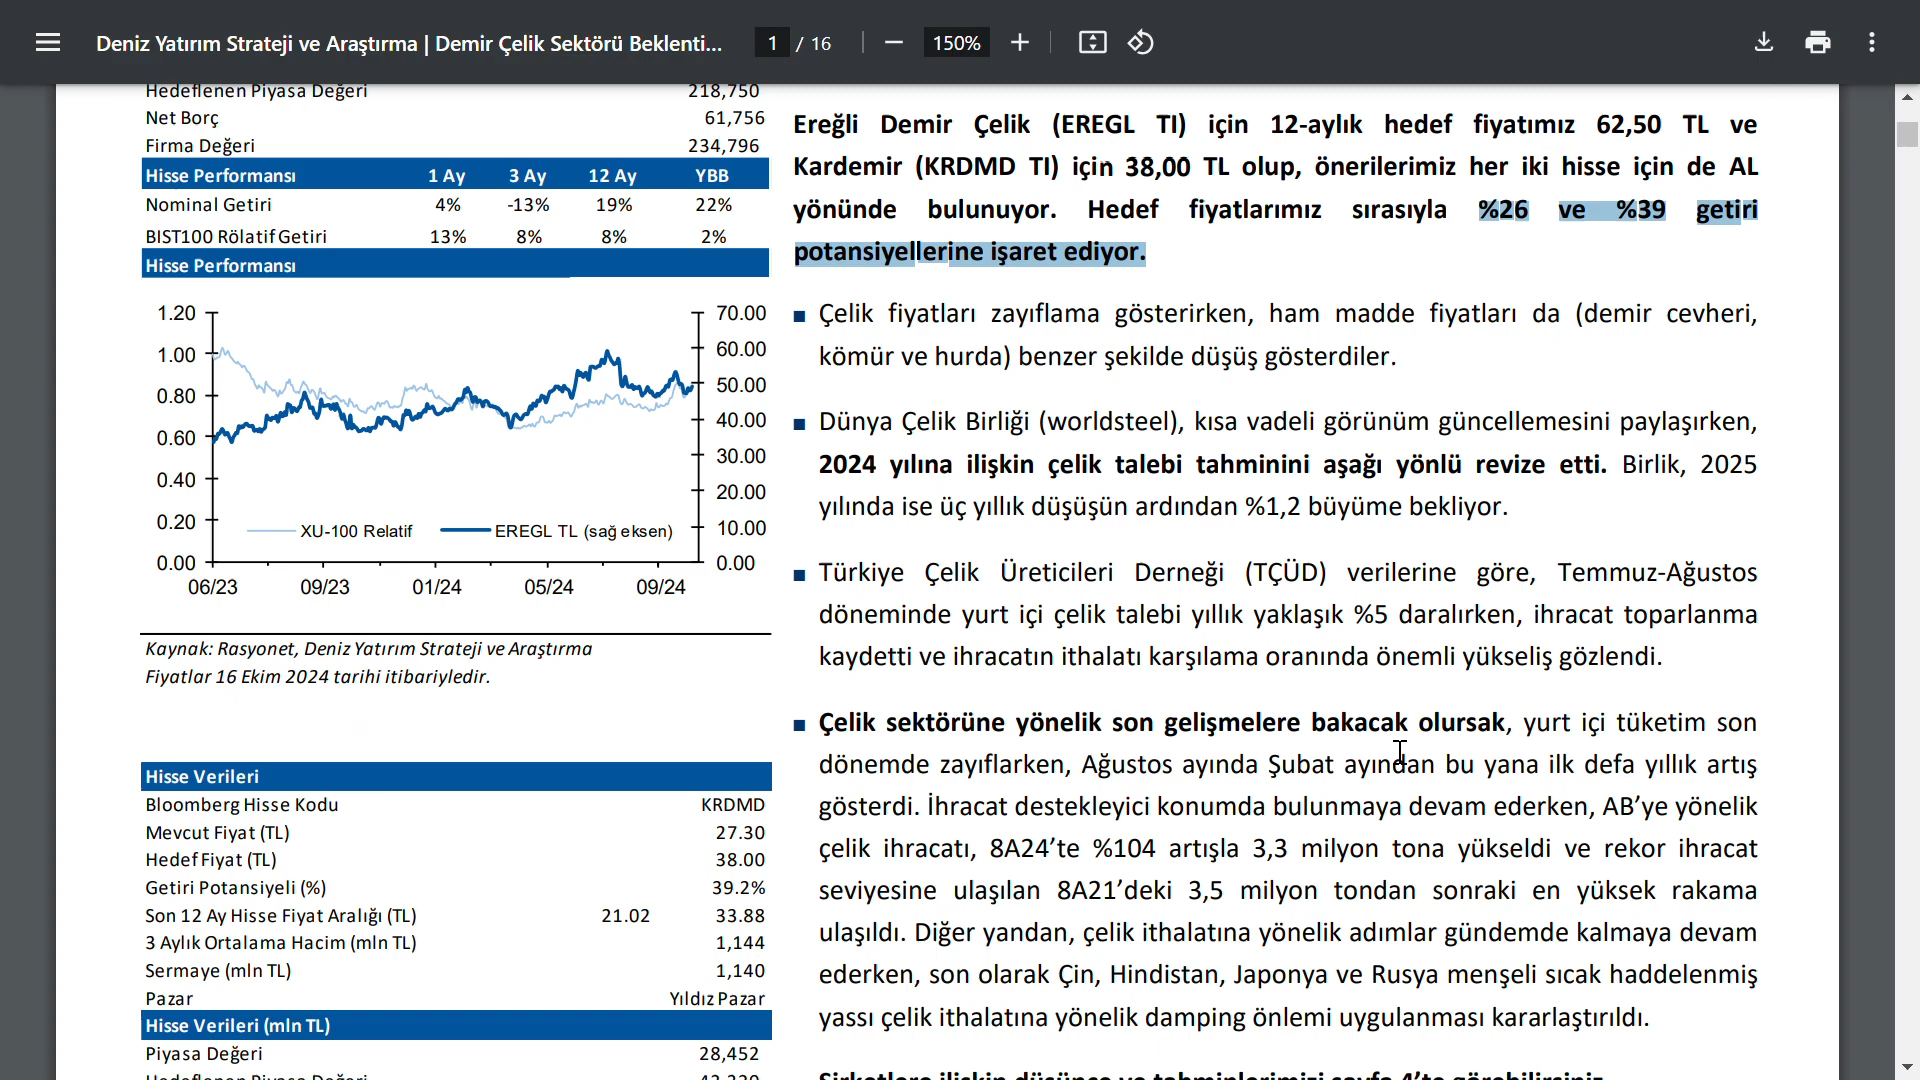 Deniz Yatırım Strateji ve Araştırma | Demir Çelik Sektörü Beklenti...
1 / 16
150%
Hedeflenen Piyasa Değeri 218,750
Net Borç 61,756
Firma Değeri 234,796
Hisse Performansı 1 Ay 3 Ay 12 Ay YBB
Nominal Getiri 4% -13% 19% 22%
BIST100 Rölatif Getiri 13% 8% 8% 2%
Hisse Performansı
1.20 70.00
1.00 60.00
0.80 50.00
0.60 40.00
0.40 30.00
0.20 20.00
0.00 10.00
0.00
XU-100 Relatif EREGL TL (sağ eksen)
06/23 09/23 01/24 05/24 09/24
Kaynak: Rasyonet, Deniz Yatırım Strateji ve Araştırma
Fiyatlar 16 Ekim 2024 tarihi itibariyledir.
Hisse Verileri
Bloomberg Hisse Kodu KRDMD
Mevcut Fiyat (TL) 27.30
Hedef Fiyat (TL) 38.00
Getiri Potansiyeli (%) 39.2%
Son 12 Ay Hisse Fiyat Aralığı (TL) 21.02 33.88
3 Aylık Ortalama Hacim (mln TL) 1,144
Sermaye (mln TL) 1,140
Pazar Yıldız Pazar
Hisse Verileri (mln TL)
Piyasa Değeri 28,452
Hedeflenen Piyasa Değeri
Ereğli Demir Çelik (EREGL TI) için 12-aylık hedef fiyatımız 62,50 TL ve
Kardemir (KRDMD TI) için 38,00 TL olup, önerilerimiz her iki hisse için de AL
yönünde bulunuyor. Hedef fiyatlarımız sırasıyla %26 ve %39 getiri
potansiyellerine işaret ediyor.
Çelik fiyatları zayıflama gösterirken, ham madde fiyatları da (demir cevheri,
kömür ve hurda) benzer şekilde düşüş gösterdiler.
Dünya Çelik Birliği (worldsteel), kısa vadeli görünüm güncellemesini paylaşırken,
2024 yılına ilişkin çelik talebi tahminini aşağı yönlü revize etti. Birlik, 2025
yılında ise üç yıllık düşüşün ardından %1,2 büyüme bekliyor.
Türkiye Çelik Üreticileri Derneği (TÇÜD) verilerine göre, Temmuz-Ağustos
döneminde yurt içi çelik talebi yıllık yaklaşık %5 daralırken, ihracat toparlanma
kaydetti ve ihracatın ithalatı karşılama oranında önemli yükseliş gözlendi.
Çelik sektörüne yönelik son gelişmelere bakacak olursak, yurt içi tüketim son
dönemde zayıflarken, Ağustos ayında Şubat ayından bu yana ilk defa yıllık artış
gösterdi. İhracat destekleyici konumda bulunmaya devam ederken, AB’ye yönelik
çelik ihracatı, 8A24’te %104 artışla 3,3 milyon tona yükseldi ve rekor ihracat
seviyesine ulaşılan 8A21’deki 3,5 milyon tondan sonraki en yüksek rakama
ulaşıldı. Diğer yandan, çelik ithalatına yönelik adımlar gündemde kalmaya devam
ederken, son olarak Çin, Hindistan, Japonya ve Rusya menşeli sıcak haddelenmiş
yassı çelik ithalatına yönelik damping önlemi uygulanması kararlaştırıldı.
Şirketlere ilişkin düşünce ve tahminlerimizi sayfa 4’te görebilirsiniz.